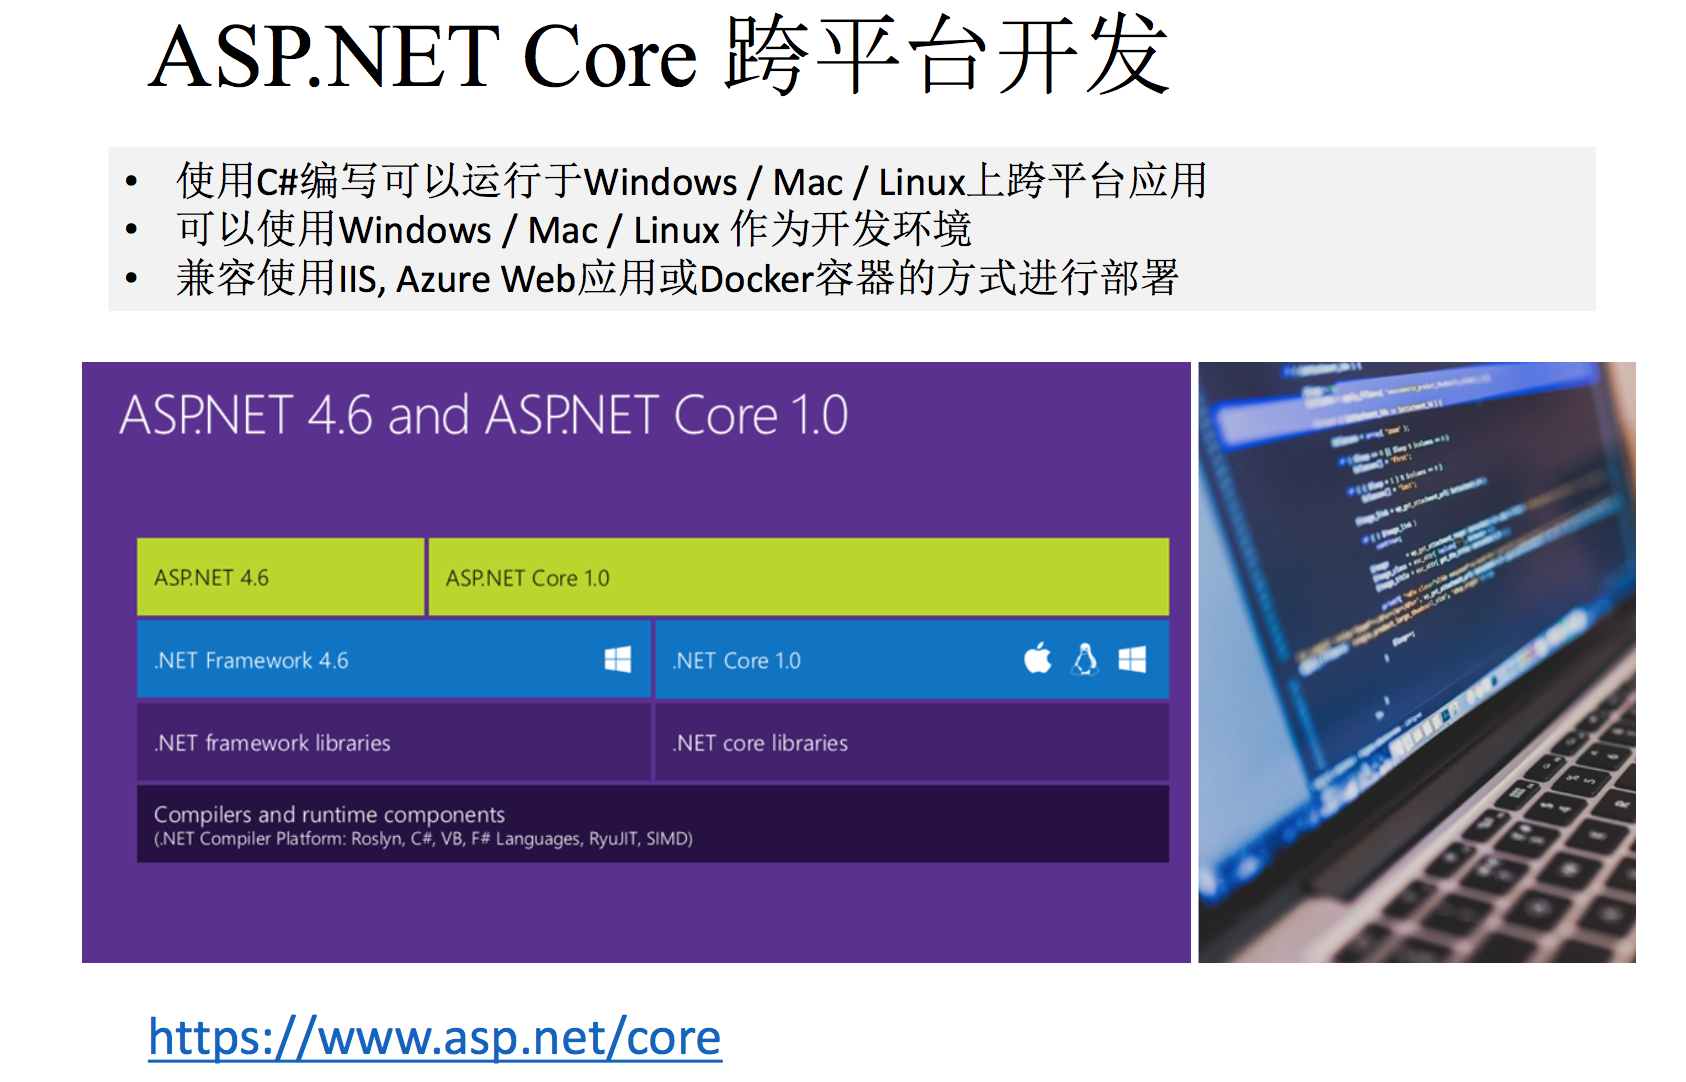 ASP.NET Core 跨平台开发
• 使用C#编写可以运行于Windows / Mac / Linux上跨平台应用
• 可以使用Windows / Mac / Linux 作为开发环境
• 兼容使用IIS, Azure Web应用或Docker容器的方式进行部署
ASP.NET 4.6 and ASP.NET Core 1.0
ASP.NET 4.6
ASP.NET Core 1.0
.NET Framework 4.6
.NET Core 1.0
.NET framework libraries
.NET core libraries
Compilers and runtime components
(.NET Compiler Platform: Roslyn, C#, VB, F# Languages, RyuJIT, SIMD)
https://www.asp.net/core